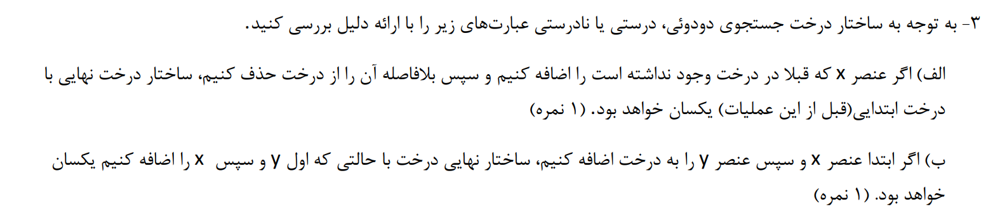 ۳- به توجه به ساختار درخت جستجوی دودوئی، درستی یا نادرستی عبارت‌های زیر را با ارائه دلیل بررسی کنید.
الف) اگر عنصر x که قبلا در درخت وجود نداشته است را اضافه کنیم و سپس بلافاصله آن را از درخت حذف کنیم، ساختار درخت نهایی با
درخت ابتدایی(قبل از این عملیات) یکسان خواهد بود. (۱ نمره)
ب) اگر ابتدا عنصر x و سپس عنصر y را به درخت اضافه کنیم، ساختار نهایی درخت با حالتی که اول y و سپس x را اضافه کنیم یکسان
خواهد بود. (۱ نمره)